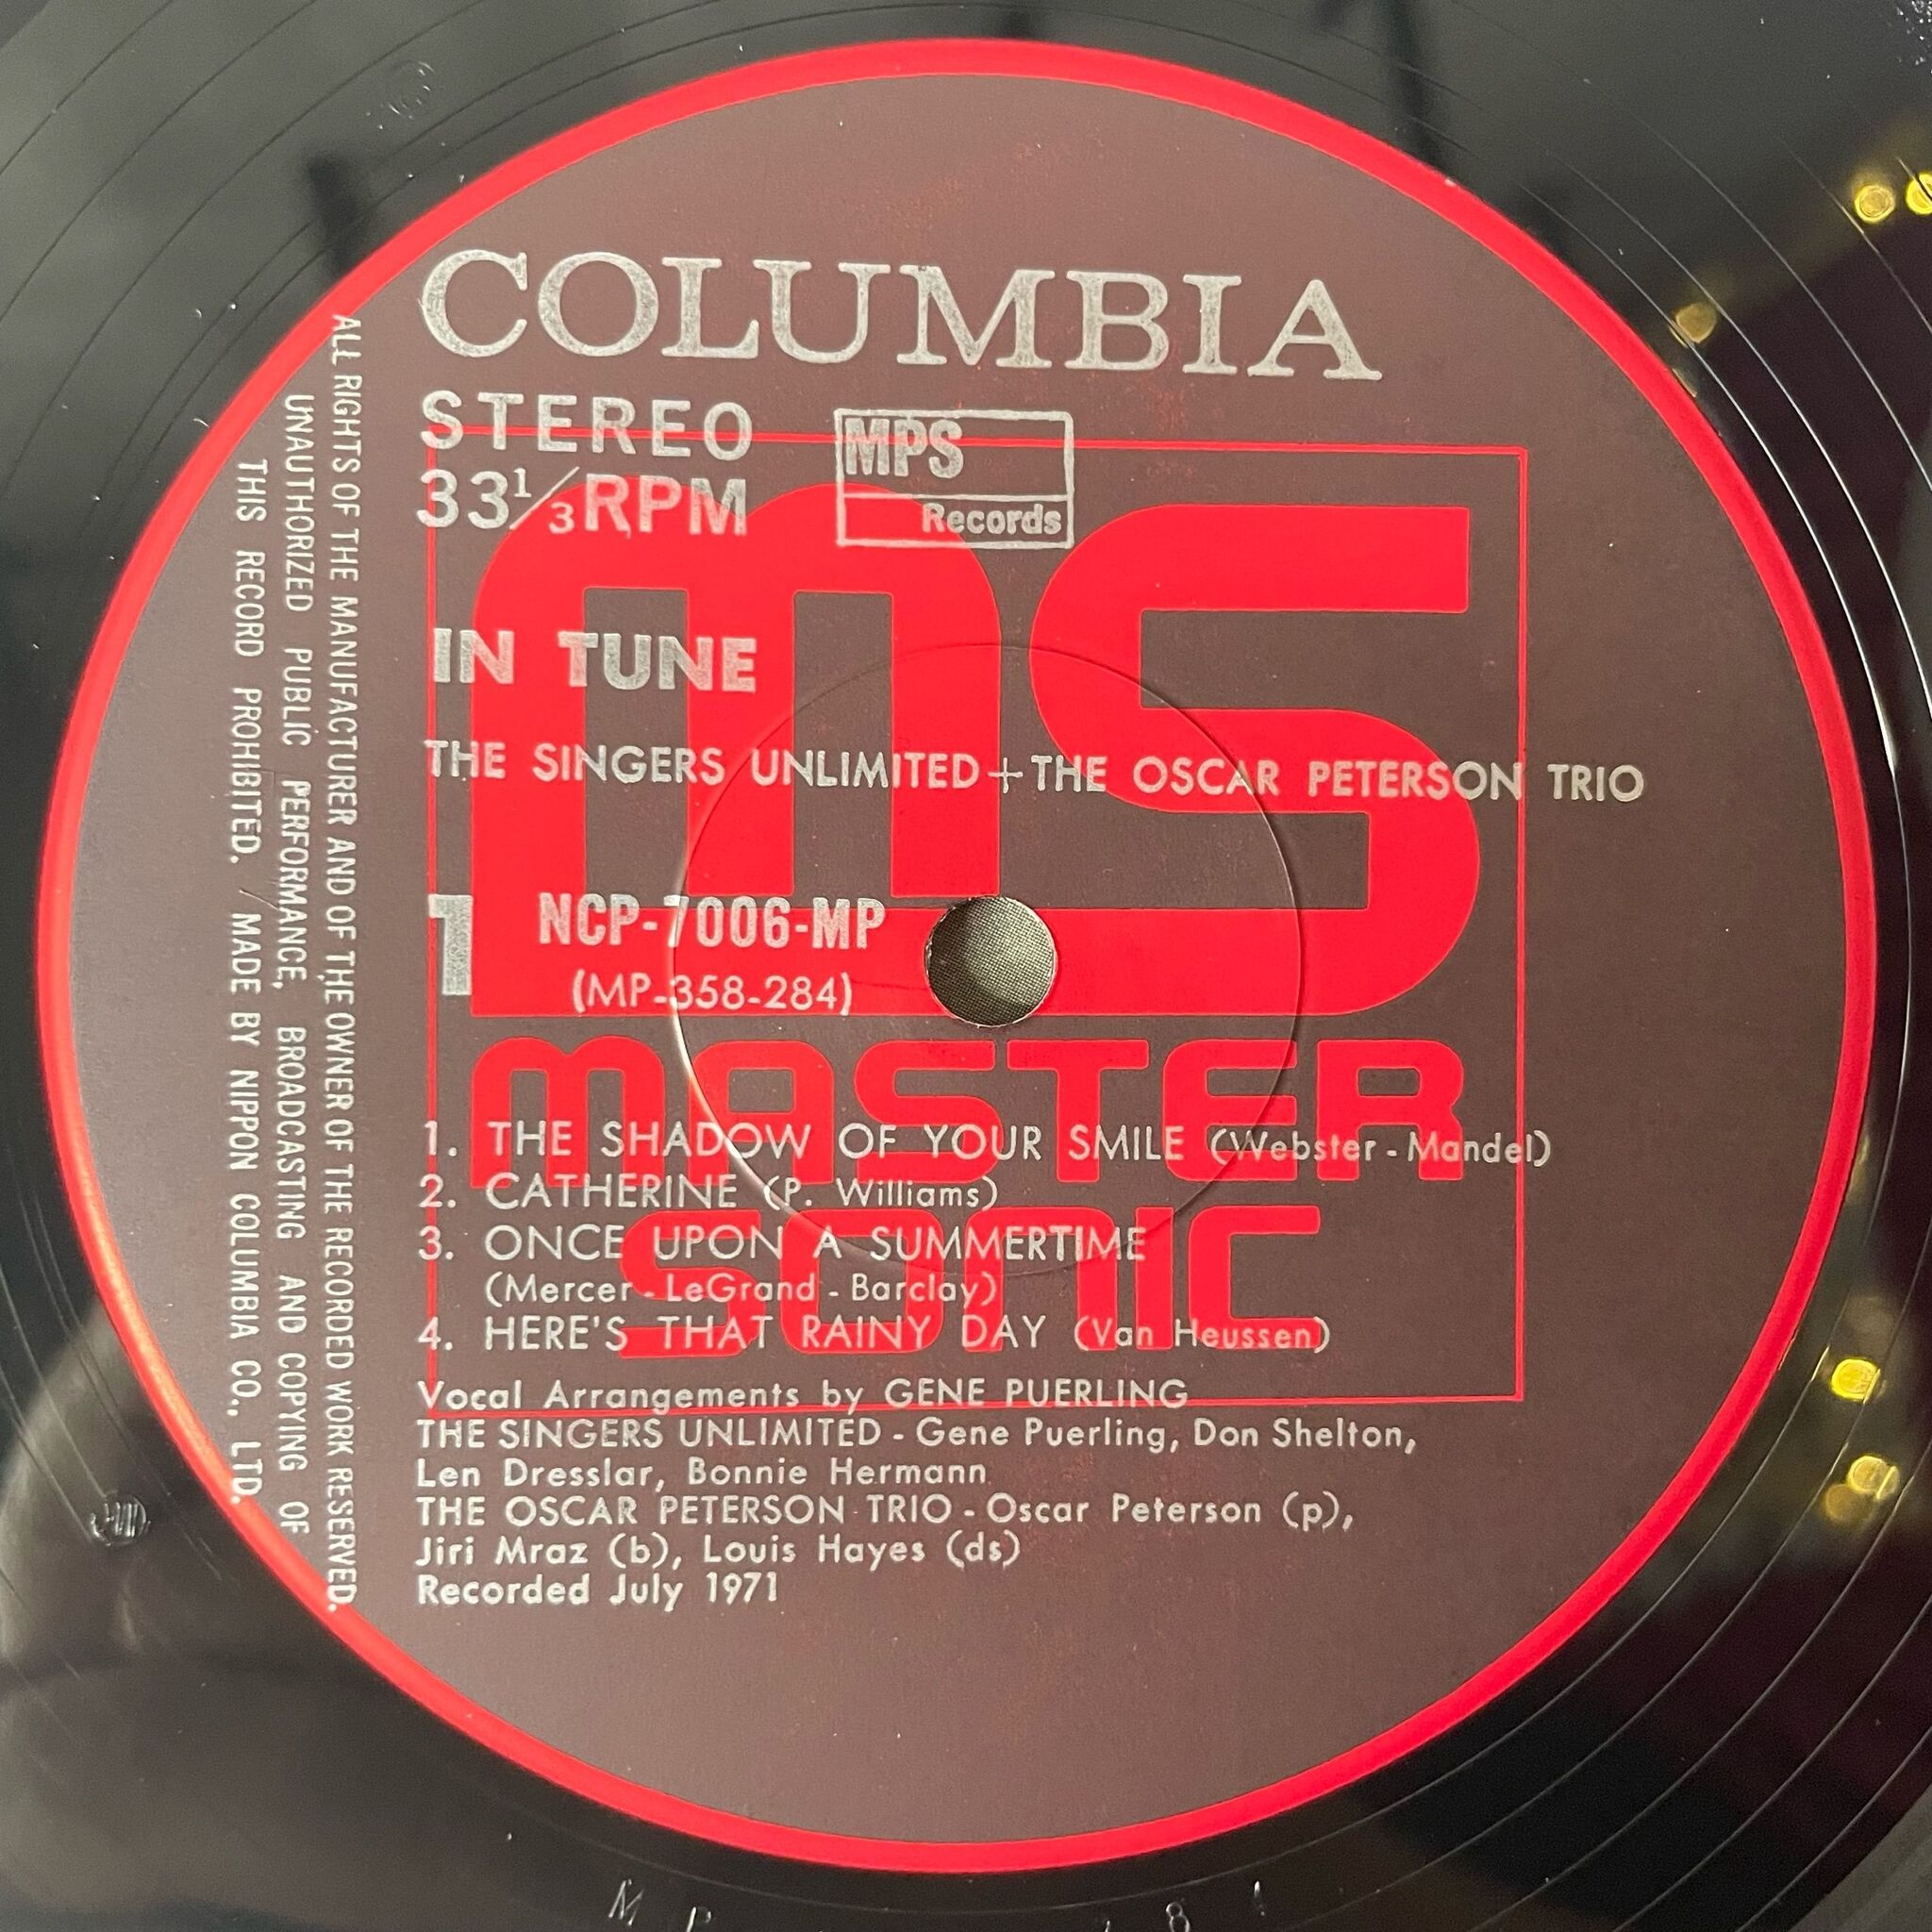 COLUMBIA
STEREO
33 1/3 RPM
MPS
Records
IN TUNE
THE SINGERS UNLIMITED+THE OSCAR PETERSON TRIO
1
NCP-7006-MP
(MP-358-284)
MS
MASTER
SONIC
1. THE SHADOW OF YOUR SMILE (Webster-Mandel)
2. CATHERINE (P. Williams)
3. ONCE UPON A SUMMERTIME
(Mercer-LeGrand-Barclay)
4. HERE'S THAT RAINY DAY (Van Heussen)
Vocal Arrangements by GENE PUERLING
THE SINGERS UNLIMITED-Gene Puerling, Don Shelton,
Len Dresslar, Bonnie Hermann
THE OSCAR PETERSON TRIO-Oscar Peterson (p),
Jiri Mraz (b), Louis Hayes (ds)
Recorded July 1971
ALL RIGHTS OF THE MANUFACTURER AND OF THE OWNER OF THE RECORDED WORK RESERVED.
UNAUTHORIZED PUBLIC PERFORMANCE, BROADCASTING AND COPYING OF
THIS RECORD PROHIBITED. / MADE BY NIPPON COLUMBIA CO., LTD.